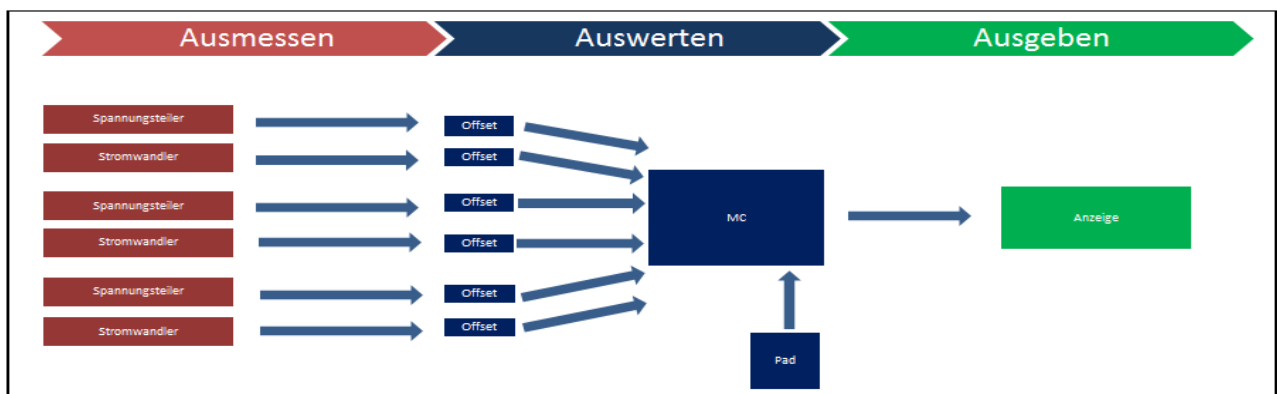 Ausmessen
Auswerten
Ausgeben
Spannungsteiler
Offset
Stromwandler
Offset
Spannungsteiler
Offset
MC
Anzeige
Stromwandler
Offset
Spannungsteiler
Offset
Stromwandler
Offset
Pad